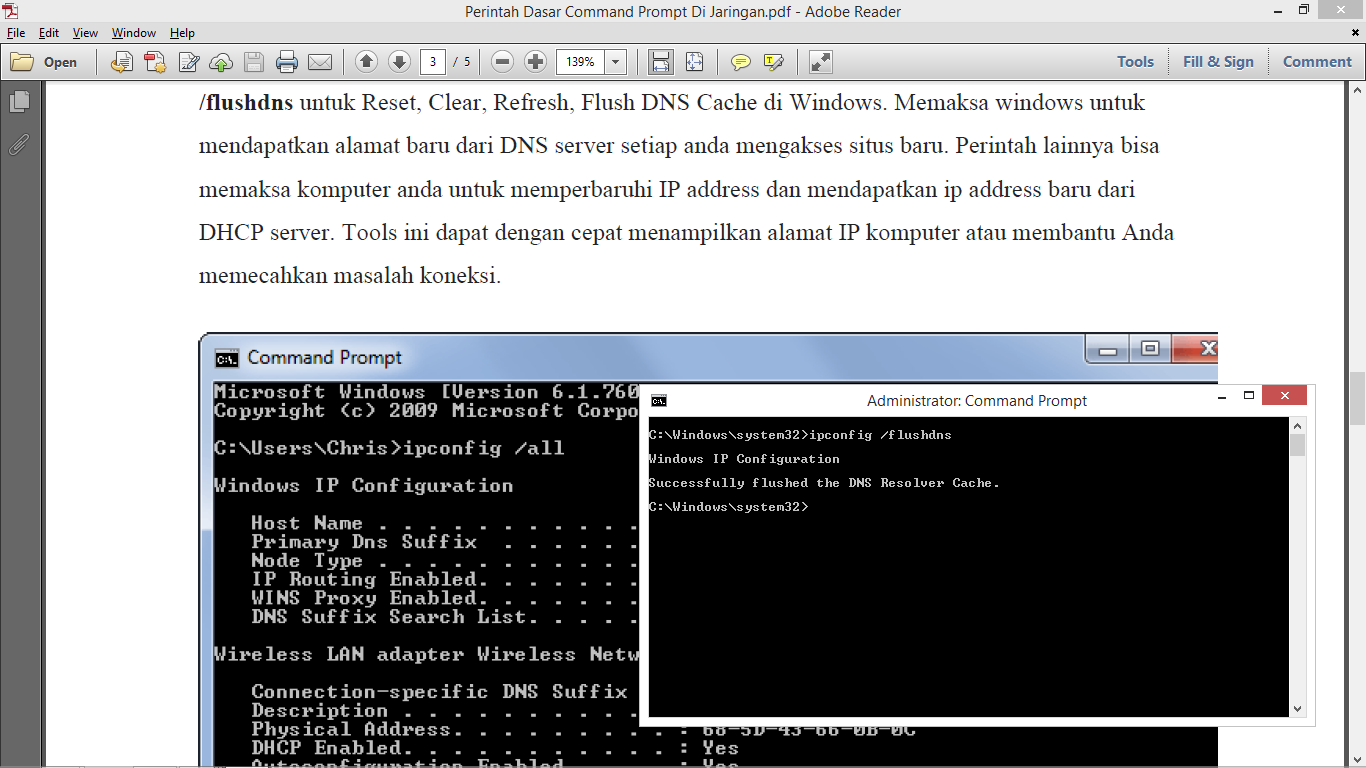 Perintah Dasar Command Prompt Di Jaringan.pdf - Adobe Reader
File Edit View Window Help
Open 3 / 5 139% Tools Fill & Sign Comment
/flushdns untuk Reset, Clear, Refresh, Flush DNS Cache di Windows. Memaksa windows untuk
mendapatkan alamat baru dari DNS server setiap anda mengakses situs baru. Perintah lainnya bisa
memaksa komputer anda untuk memperbaruhi IP address dan mendapatkan ip address baru dari
DHCP server. Tools ini dapat dengan cepat menampilkan alamat IP komputer atau membantu Anda
memecahkan masalah koneksi.
Command Prompt
Microsoft Windows [Version 6.1.760
Copyright (c) 2009 Microsoft Corpo
C:\Users\Chris>ipconfig /all
Windows IP Configuration
Host Name . . . . . . . . . . .
Primary Dns Suffix . . . . . .
Node Type . . . . . . . . . . .
IP Routing Enabled. . . . . . .
WINS Proxy Enabled. . . . . . .
DNS Suffix Search List. . . . .
Wireless LAN adapter Wireless Netw
Connection-specific DNS Suffix
Description . . . . . . . . . .
Physical Address. . . . . . . . . : 68-5D-43-66-0B-0C
DHCP Enabled. . . . . . . . . . . : Yes
Autoconfiguration Enabled . . . . : Yes
Administrator: Command Prompt
C:\Windows\system32>ipconfig /flushdns
Windows IP Configuration
Successfully flushed the DNS Resolver Cache.
C:\Windows\system32>